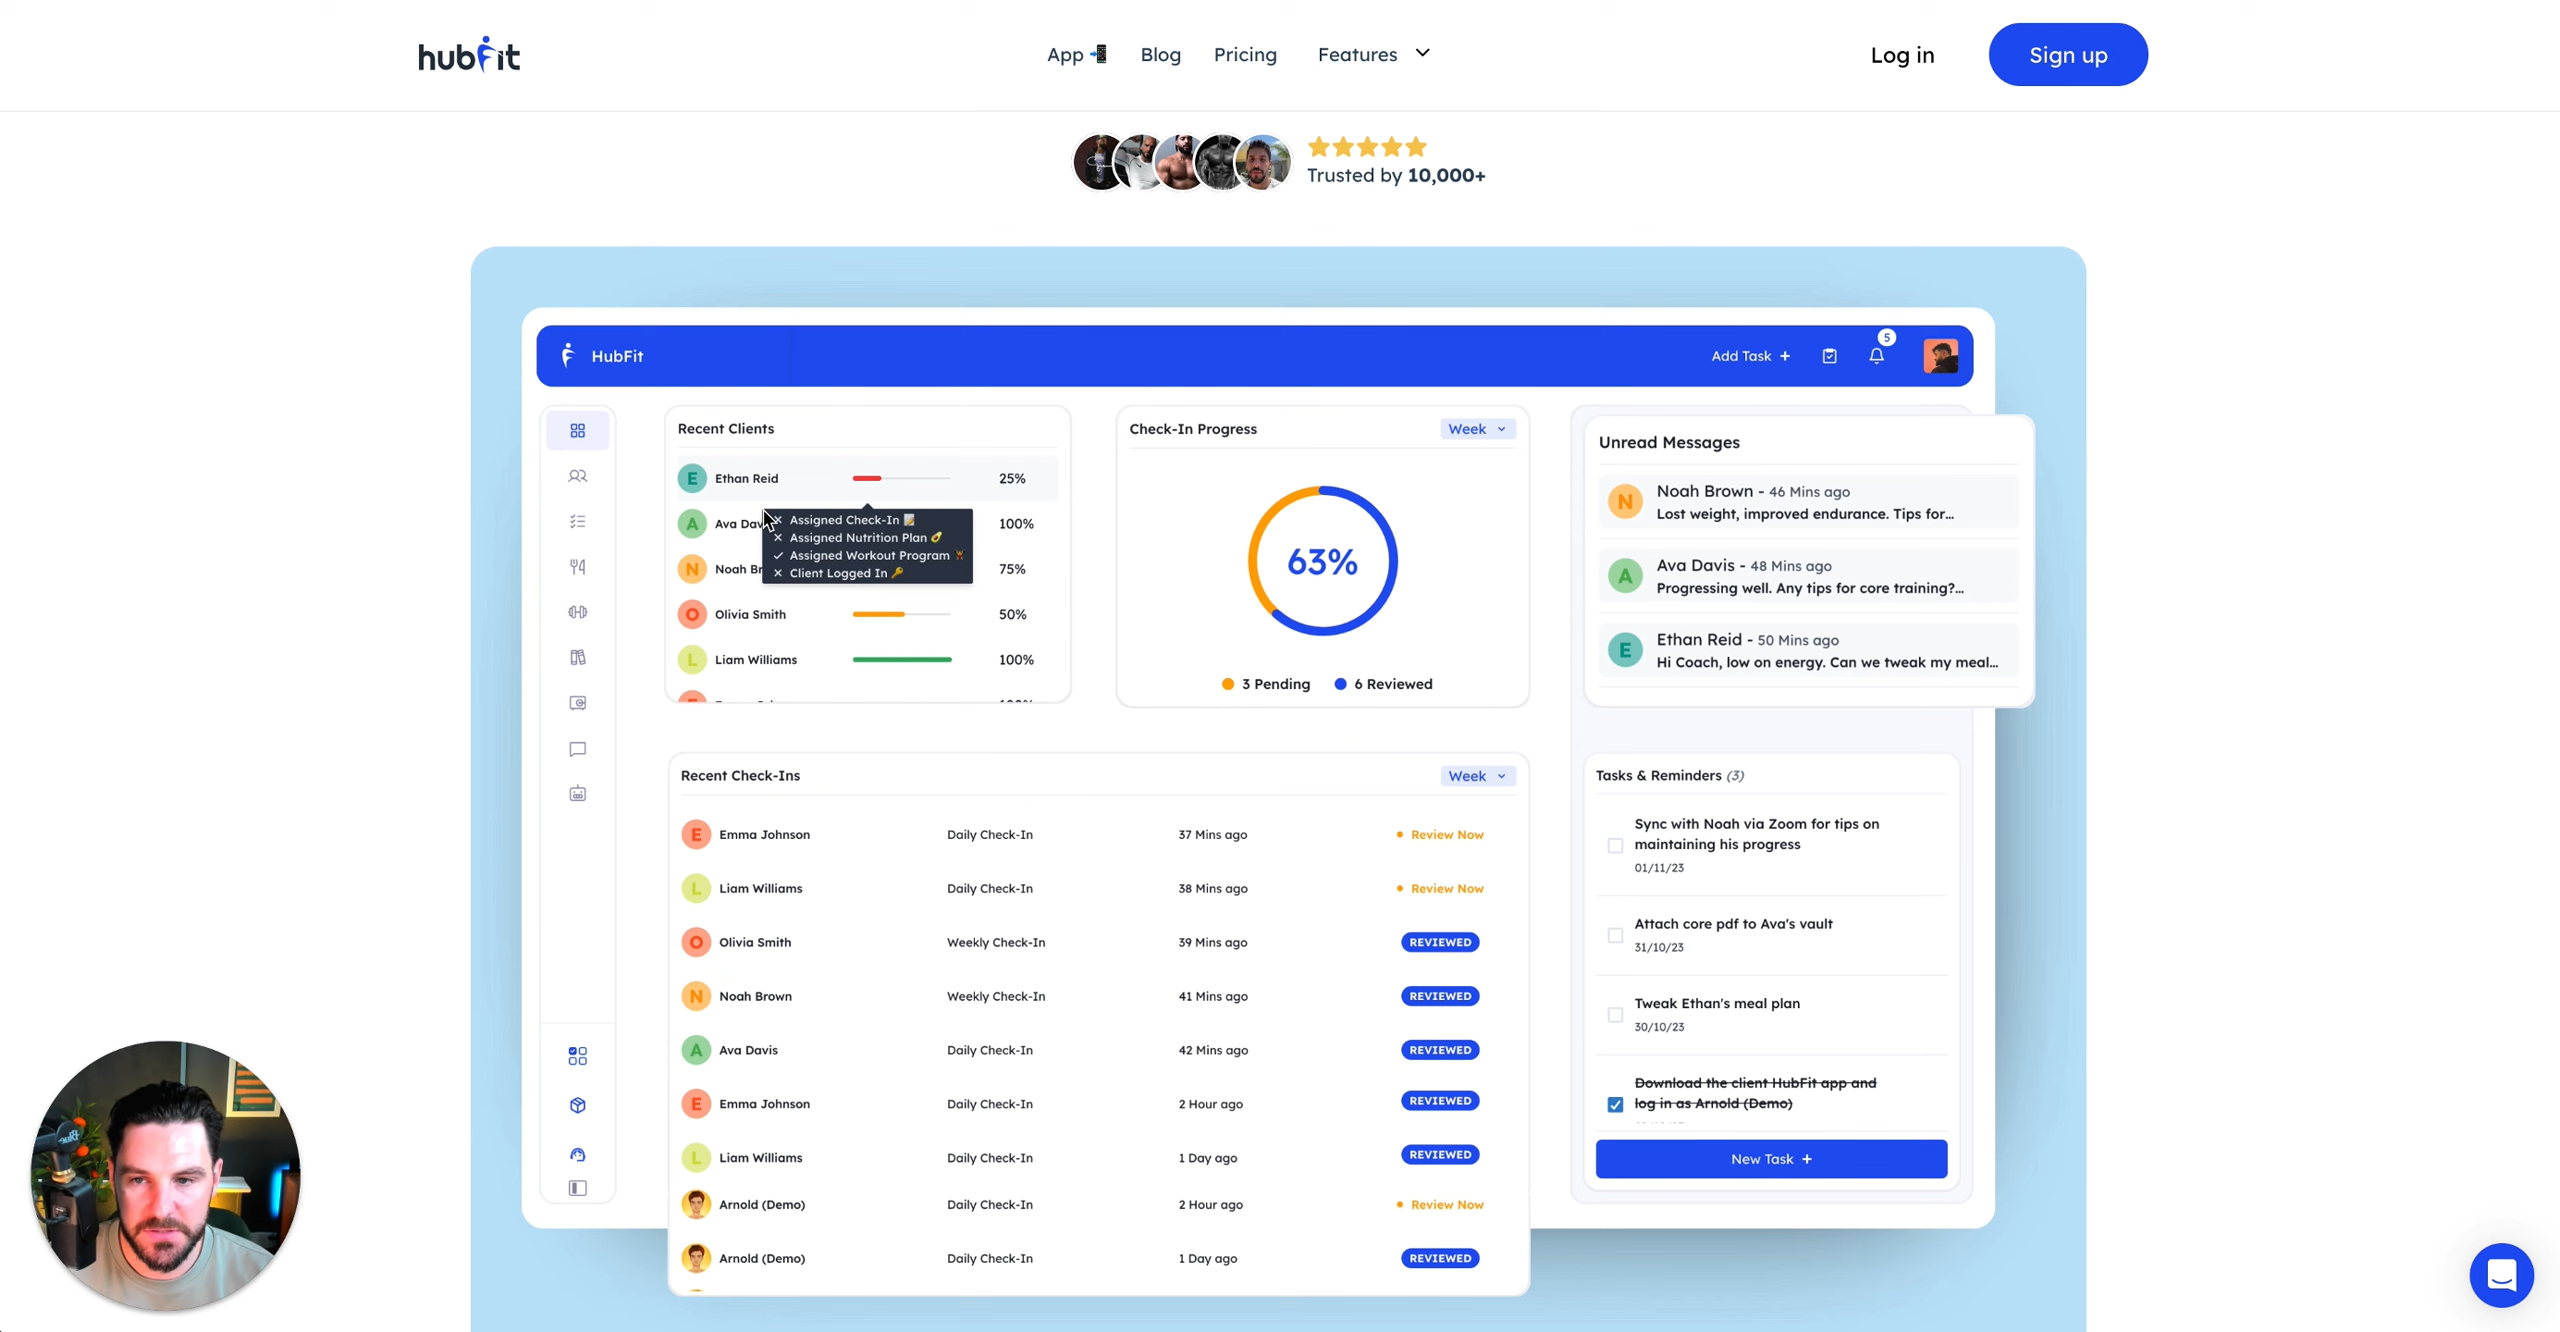 hubfit
App
Blog
Pricing
Features
Log in
Sign up
Trusted by 10,000+
HubFit
Add Task +
5
Recent Clients
E Ethan Reid 25%
A Ava Dav 100%
N Noah Br 75%
O Olivia Smith 50%
L Liam Williams 100%
Assigned Check-In
Assigned Nutrition Plan
Assigned Workout Program
Client Logged In
Check-In Progress
Week
63%
3 Pending
6 Reviewed
Unread Messages
N Noah Brown - 46 Mins ago
Lost weight, improved endurance. Tips for...
A Ava Davis - 48 Mins ago
Progressing well. Any tips for core training?...
E Ethan Reid - 50 Mins ago
Hi Coach, low on energy. Can we tweak my meal...
Recent Check-Ins
Week
E Emma Johnson Daily Check-In 37 Mins ago Review Now
L Liam Williams Daily Check-In 38 Mins ago Review Now
O Olivia Smith Weekly Check-In 39 Mins ago REVIEWED
N Noah Brown Weekly Check-In 41 Mins ago REVIEWED
A Ava Davis Daily Check-In 42 Mins ago REVIEWED
E Emma Johnson Daily Check-In 2 Hour ago REVIEWED
L Liam Williams Daily Check-In 1 Day ago REVIEWED
Arnold (Demo) Daily Check-In 2 Hour ago Review Now
Arnold (Demo) Daily Check-In 1 Day ago REVIEWED
Tasks & Reminders (3)
Sync with Noah via Zoom for tips on
maintaining his progress
01/11/23
Attach core pdf to Ava's vault
31/10/23
Tweak Ethan's meal plan
30/10/23
Download the client HubFit app and
log in as Arnold (Demo)
New Task +